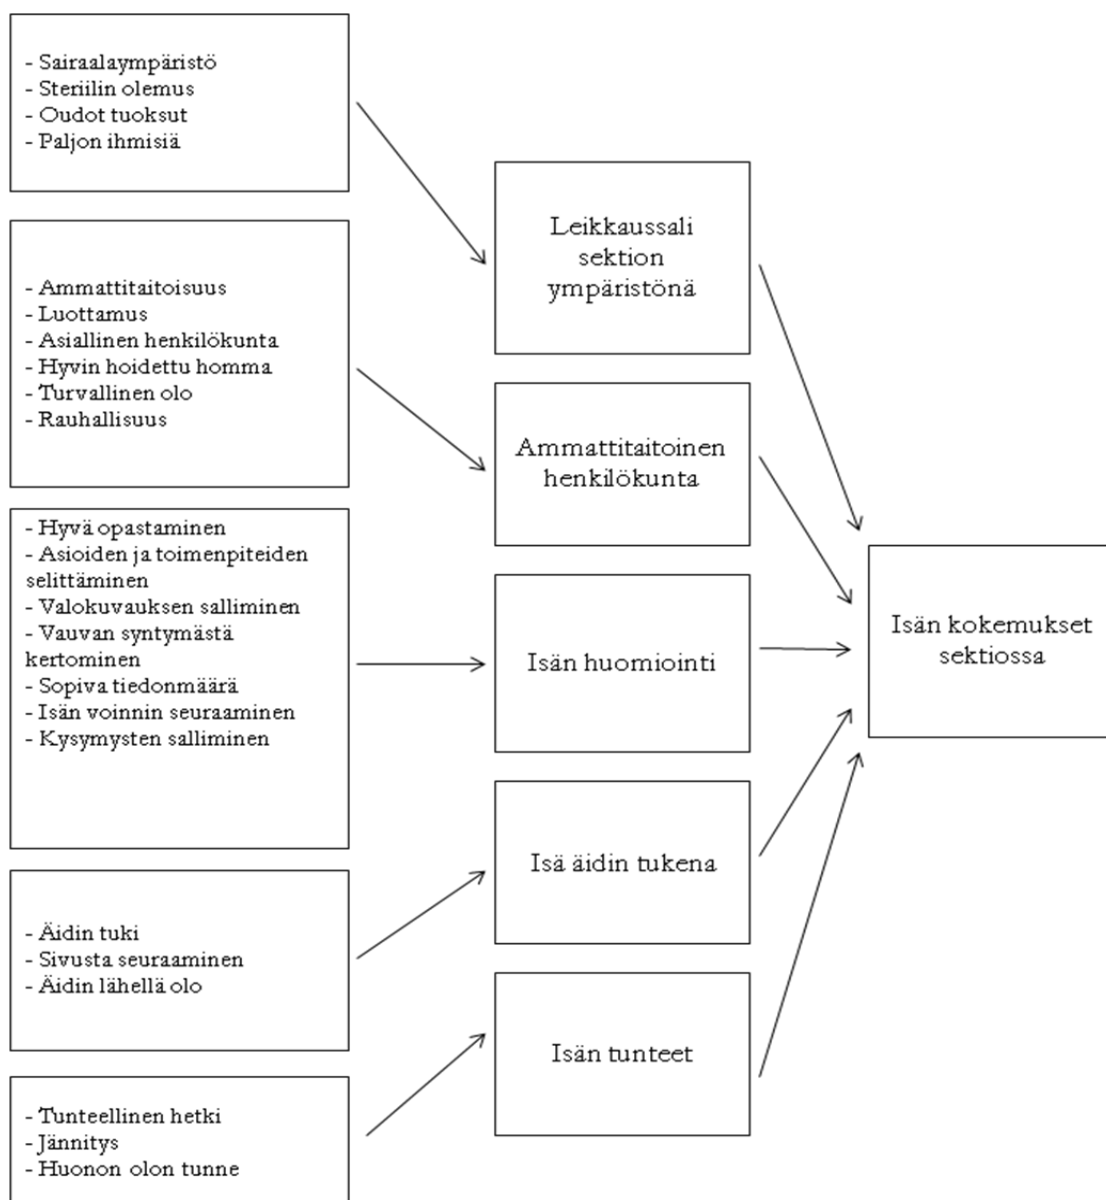 - Sairaalaympäristö
- Steriilin olemus
- Oudot tuoksut
- Paljon ihmisiä
- Ammattitaitoisuus
- Luottamus
- Asiallinen henkilökunta
- Hyvin hoidettu homma
- Turvallinen olo
- Rauhallisuus
- Hyvä opastaminen
- Asioiden ja toimenpiteiden
selittäminen
- Valokuvauksen salliminen
- Vauvan syntymästä
kertominen
- Sopiva tiedonmäärä
- Isän voinnin seuraaminen
- Kysymysten salliminen
- Äidin tuki
- Sivusta seuraaminen
- Äidin lähellä olo
- Tunteellinen hetki
- Jännitys
- Huonon olon tunne
Leikkaussali
sektion
ympäristönä
Ammattitaitoinen
henkilökunta
Isän huomiointi
Isä äidin tukena
Isän tunteet
Isän kokemukset
sektiossa